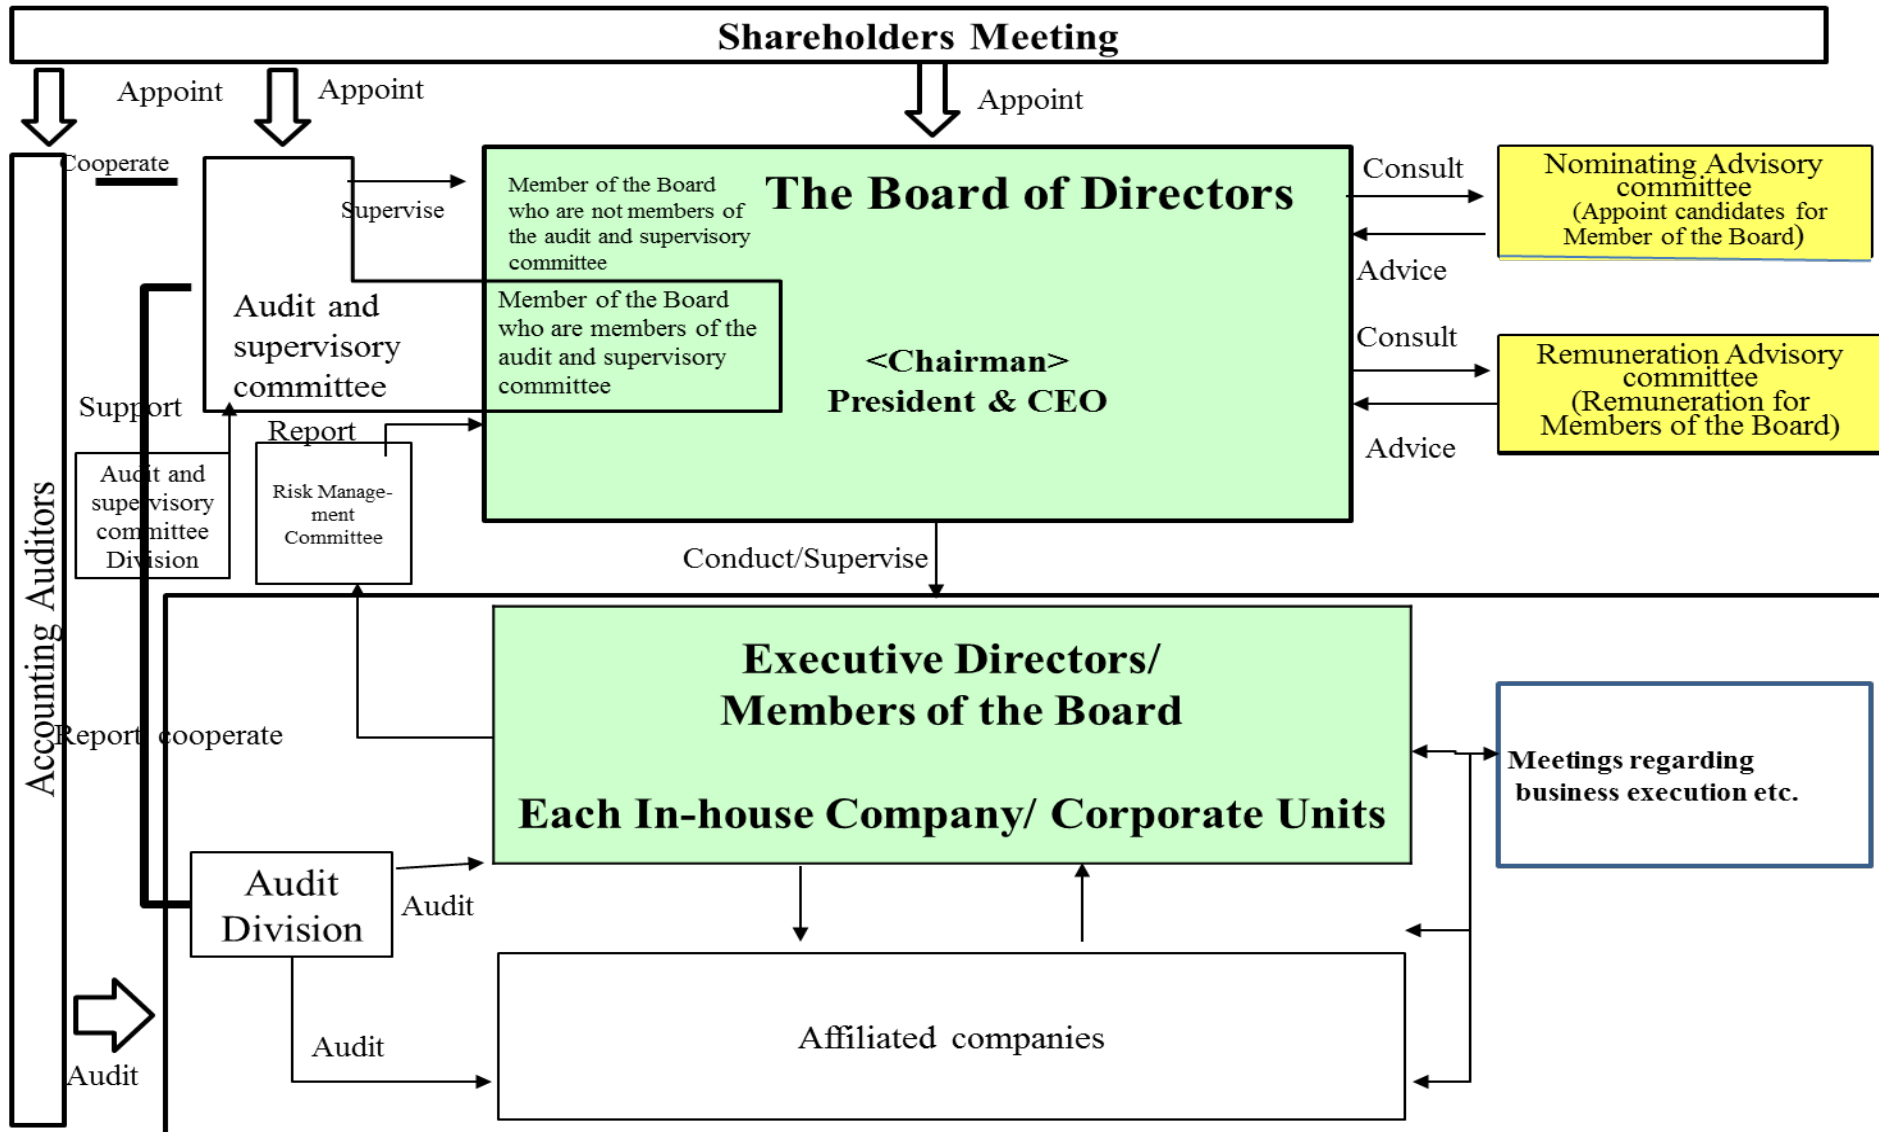 Shareholders Meeting
Appoint
Appoint
Appoint
Cooperate
Supervise
Member of the Board
who are not members of
the audit and supervisory
committee
The Board of Directors
Consult
Advice
Nominating Advisory
committee
(Appoint candidates for
Member of the Board)
Audit and
supervisory
committee
Member of the Board
who are members of the
audit and supervisory
committee
<Chairman>
President & CEO
Consult
Advice
Remuneration Advisory
committee
(Remuneration for
Members of the Board)
Support
Report
Audit and
supervisory
committee
Division
Risk Manage-
ment
Committee
Accounting Auditors
Conduct/Supervise
Executive Directors/
Members of the Board
Each In-house Company/ Corporate Units
Report cooperate
Meetings regarding
business execution etc.
Audit
Division
Audit
Audit
Audit
Affiliated companies